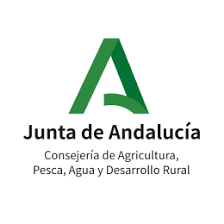 Junta de Andalucía
Consejería de Agricultura,
Pesca, Agua y Desarrollo Rural